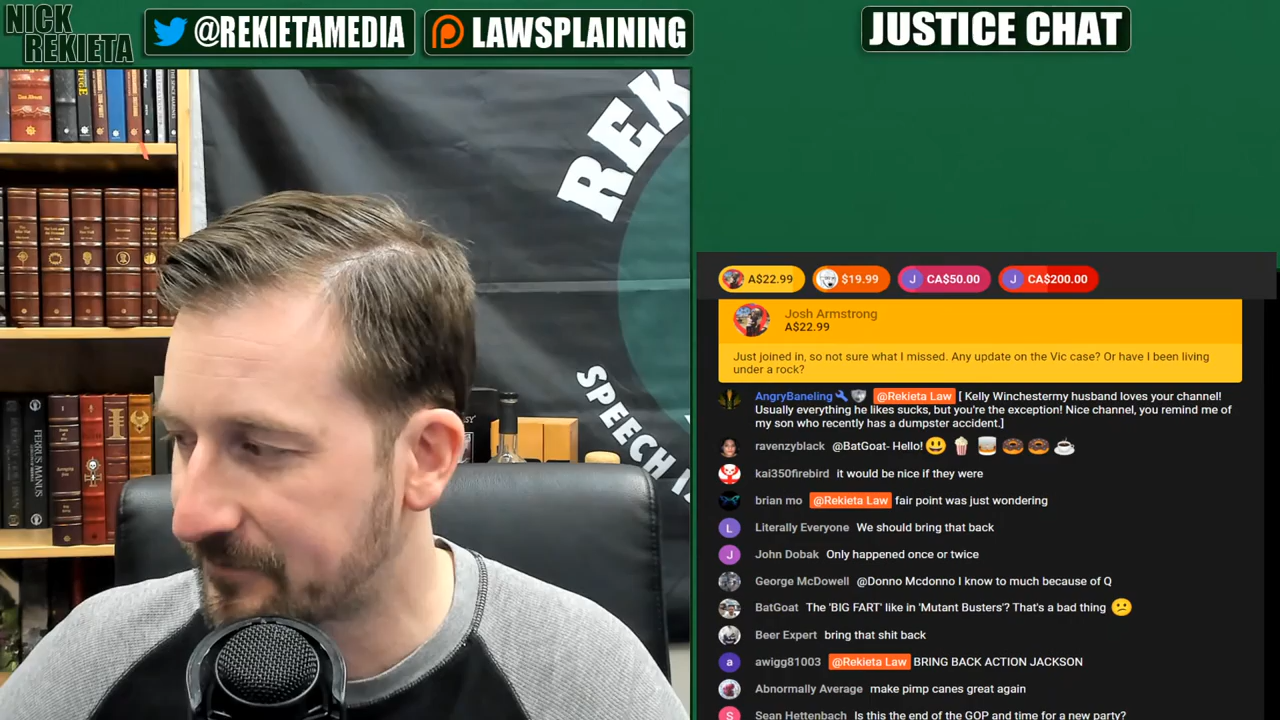 NICK
REKIETA
@REKIETAMEDIA
LAWSPLAINING
JUSTICE CHAT
REK
SPEECH I
FERRUS MANUS
A$22.99
$19.99
J CA$50.00
J CA$200.00
Josh Armstrong
A$22.99
Just joined in, so not sure what I missed. Any update on the Vic case? Or have I been living
under a rock?
AngryBaneling @Rekieta Law [ Kelly Winchestermy husband loves your channel!
Usually everything he likes sucks, but you're the exception! Nice channel, you remind me of
my son who recently has a dumpster accident.]
ravenzyblack @BatGoat- Hello! 😃 🍿 🥃 🍩 🍩 ☕
kai350firebird it would be nice if they were
brian mo @Rekieta Law fair point was just wondering
L Literally Everyone We should bring that back
J John Dobak Only happened once or twice
George McDowell @Donno Mcdonno I know to much because of Q
BatGoat The 'BIG FART' like in 'Mutant Busters'? That's a bad thing 😕
Beer Expert bring that shit back
a awigg81003 @Rekieta Law BRING BACK ACTION JACKSON
Abnormally Average make pimp canes great again
S Sean Hettenbach Is this the end of the GOP and time for a new party?